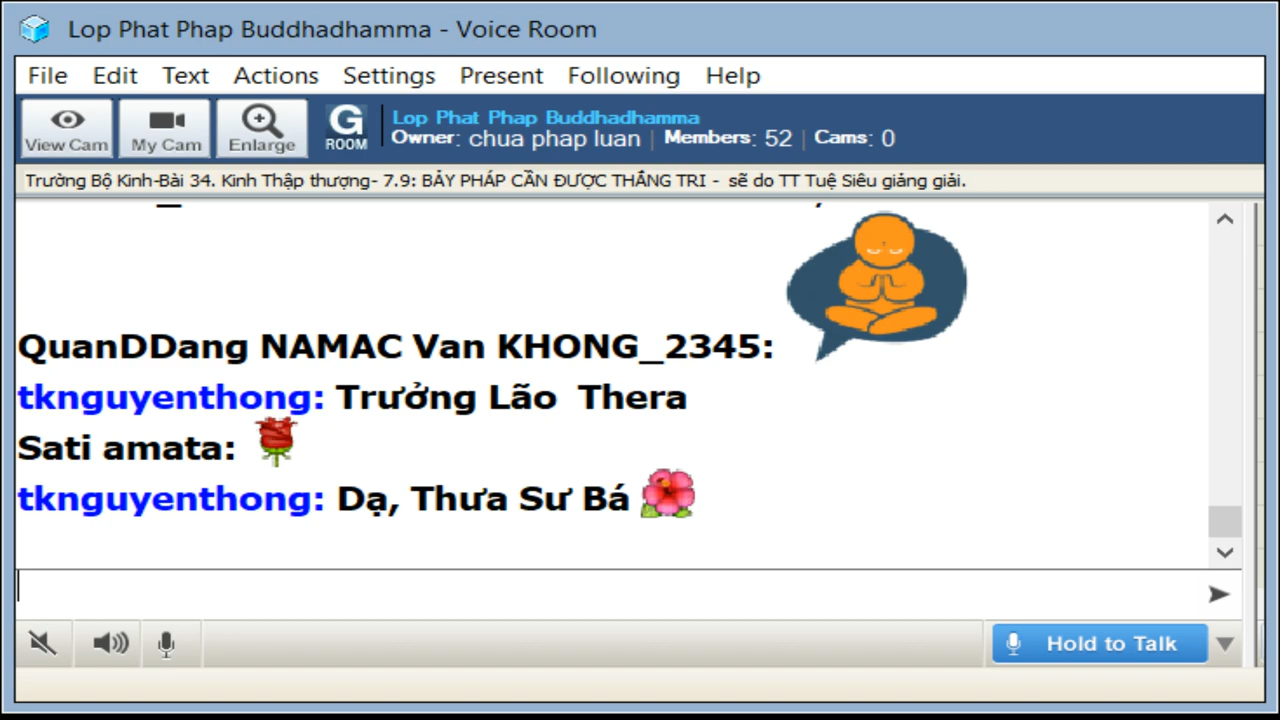 Lop Phat Phap Buddhadhamma - Voice Room
File Edit Text Actions Settings Present Following Help
View Cam My Cam Enlarge G ROOM
Lop Phat Phap Buddhadhamma
Owner: chua phap luan | Members: 52 | Cams: 0
Trường Bộ Kinh-Bài 34. Kinh Thập thượng- 7.9: BẢY PHÁP CẦN ĐƯỢC THẮNG TRI - sẽ do TT Tuệ Siêu giảng giải.
QuanDDang NAMAC Van KHONG_2345:
tknguyenthong: Trưởng Lão Thera
Sati amata:
tknguyenthong: Dạ, Thưa Sư Bá
Hold to Talk